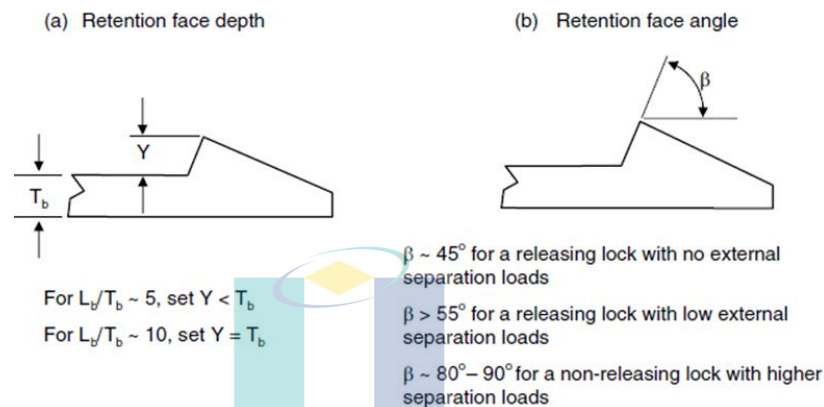 (a) Retention face depth
Y
T_b
For L_b/T_b ~ 5, set Y < T_b
For L_b/T_b ~ 10, set Y = T_b
(b) Retention face angle
β
β ~ 45° for a releasing lock with no external
separation loads
β > 55° for a releasing lock with low external
separation loads
β ~ 80°– 90° for a non-releasing lock with higher
separation loads